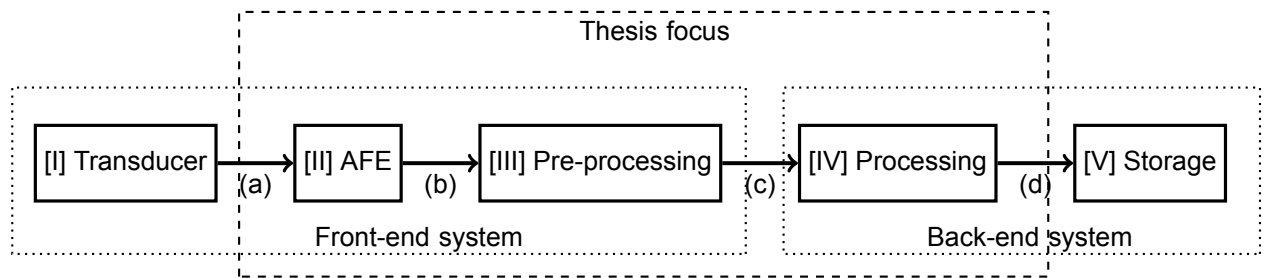 Thesis focus
[I] Transducer
(a)
[II] AFE
(b)
[III] Pre-processing
(c)
[IV] Processing
(d)
[V] Storage
Front-end system
Back-end system